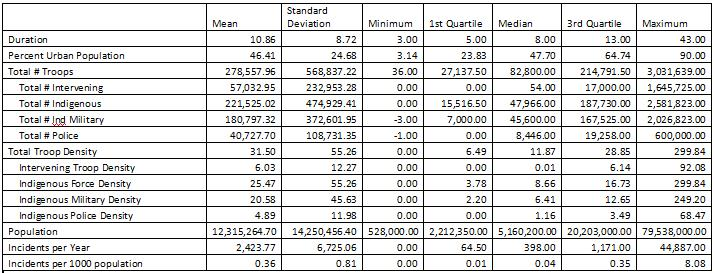 Mean Standard Deviation Minimum 1st Quartile Median 3rd Quartile Maximum
Duration 10.86 8.72 3.00 5.00 8.00 13.00 43.00
Percent Urban Population 46.41 24.68 3.14 23.83 47.70 64.74 90.00
Total # Troops 278,557.96 568,837.22 36.00 27,137.50 82,800.00 214,791.50 3,031,639.00
Total # Intervening 57,032.95 232,953.28 0.00 0.00 54.00 17,000.00 1,645,725.00
Total # Indigenous 221,525.02 474,929.41 0.00 15,516.50 47,966.00 187,730.00 2,581,823.00
Total # Ind Military 180,797.32 372,601.95 -3.00 7,000.00 45,600.00 167,525.00 2,026,823.00
Total # Police 40,727.70 108,731.35 -1.00 0.00 8,446.00 19,258.00 600,000.00
Total Troop Density 31.50 55.26 0.00 6.49 11.87 28.85 299.84
Intervening Troop Density 6.03 12.27 0.00 0.00 0.01 6.14 92.08
Indigenous Force Density 25.47 55.26 0.00 3.78 8.66 16.73 299.84
Indigenous Military Density 20.58 45.63 0.00 2.20 6.41 12.65 249.20
Indigenous Police Density 4.89 11.98 0.00 0.00 1.16 3.49 68.47
Population 12,315,264.70 14,250,456.40 528,000.00 2,212,350.00 5,160,200.00 20,203,000.00 79,538,000.00
Incidents per Year 2,423.77 6,725.06 0.00 64.50 398.00 1,171.00 44,887.00
Incidents per 1000 population 0.36 0.81 0.00 0.01 0.04 0.35 8.08